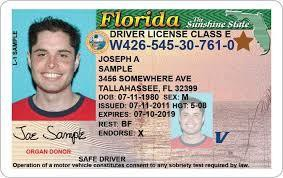 Florida The Sunshine State
DRIVER LICENSE CLASS E
W426-545-30-761-0
JOSEPH A
SAMPLE
3456 SOMEWHERE AVE
TALLAHASSEE, FL 32399
DOB: 07-11-1980 SEX: M
ISSUED: 07-11-2011 HGT: 5-08
EXPIRES: 07-10-2019
REST: BF
ENDORSE: X
L-1 SAMPLE
Joe Sample
ORGAN DONOR
SAFE DRIVER
Operation of a motor vehicle constitutes consent to any sobriety test required by law.